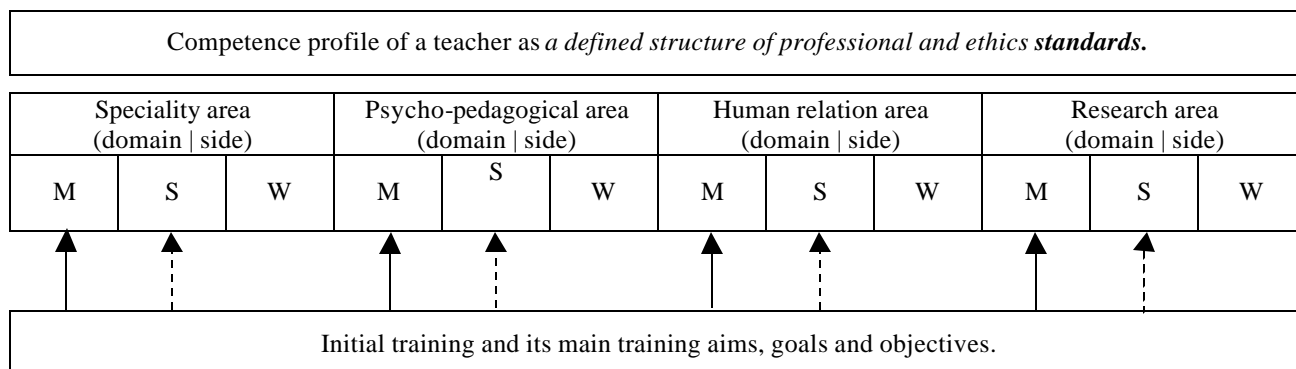 Competence profile of a teacher as a defined structure of professional and ethics standards.
Speciality area
(domain | side)
Psycho-pedagogical area
(domain | side)
Human relation area
(domain | side)
Research area
(domain | side)
M S W M S W M S W M S W
Initial training and its main training aims, goals and objectives.